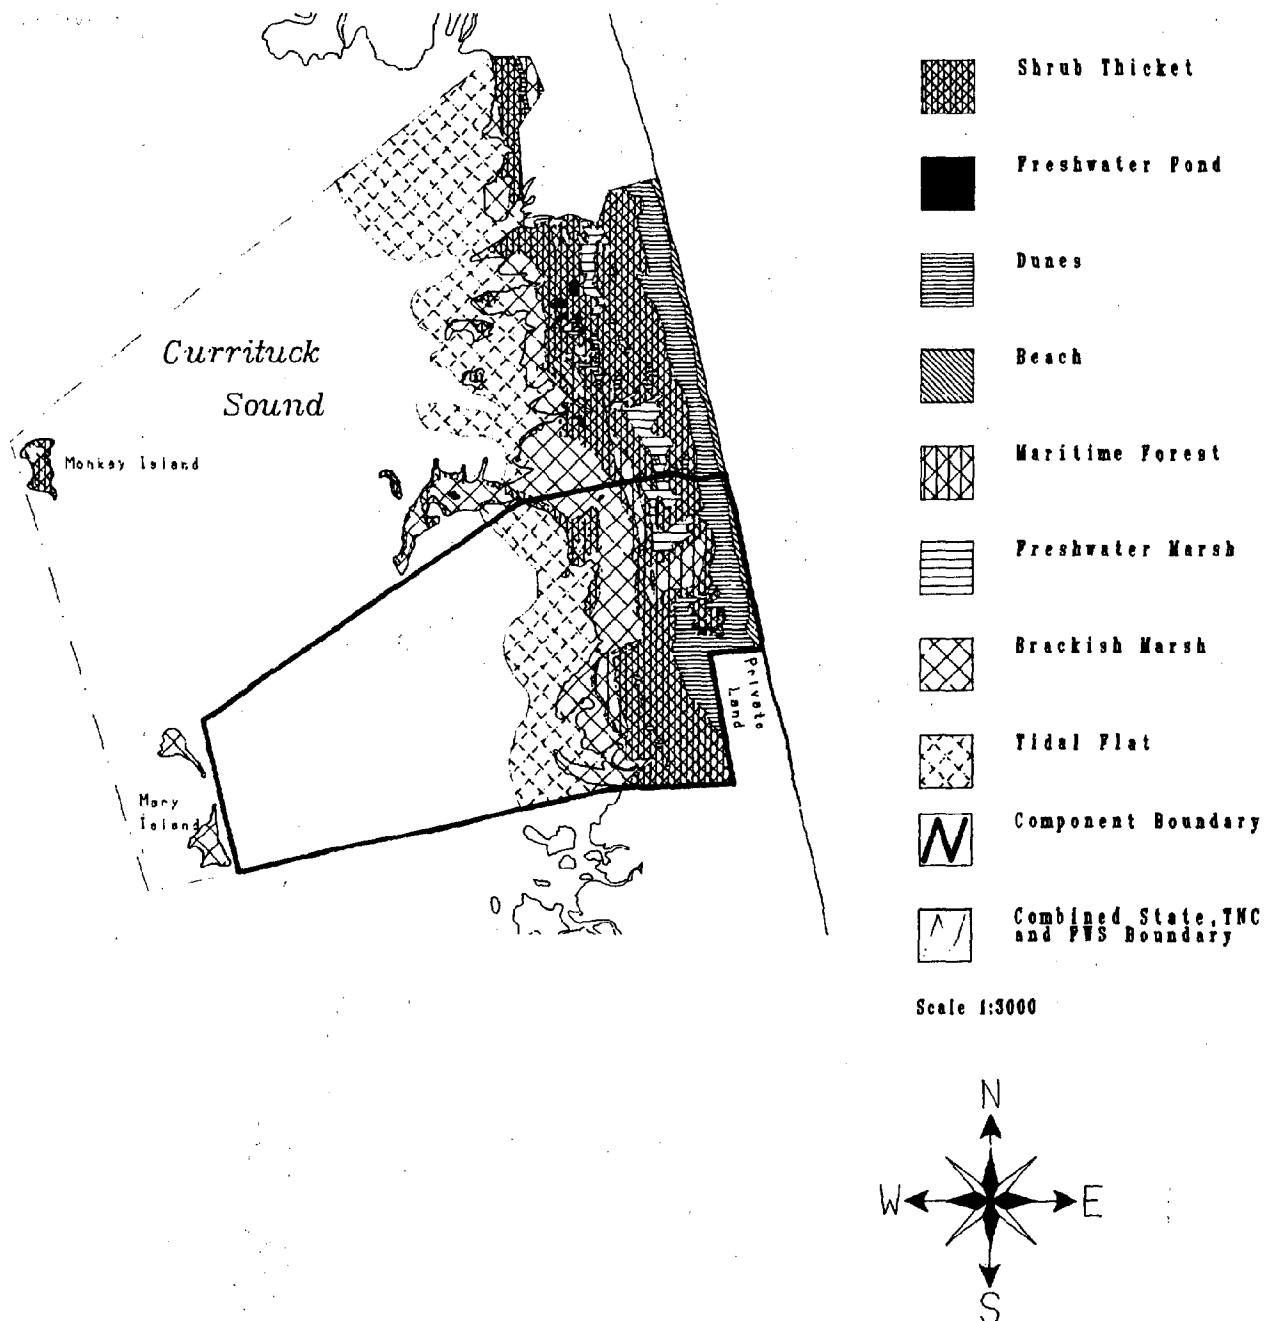 Currituck
Sound
Monkey Island
Mary
Island
Private
Land
Shrub Thicket
Freshwater Pond
Dunes
Beach
Maritime Forest
Freshwater Marsh
Brackish Marsh
Tidal Flat
Component Boundary
Combined State, TNC
and FWS Boundary
Scale 1:3000
N
W
E
S